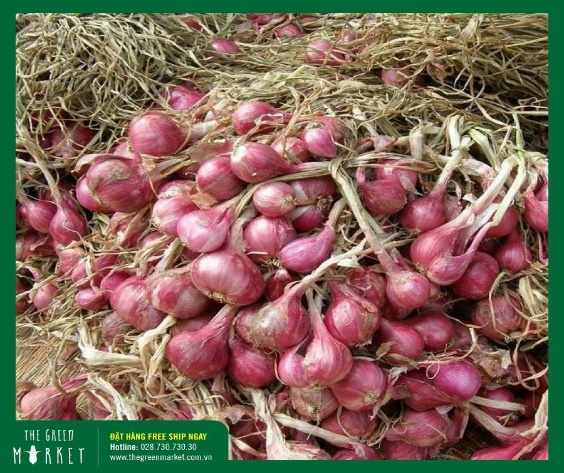 THE GREEN
MARKET
ĐẶT HÀNG FREE SHIP NGAY
Hotline: 028.730.730.30
www.thegreenmarket.com.vn